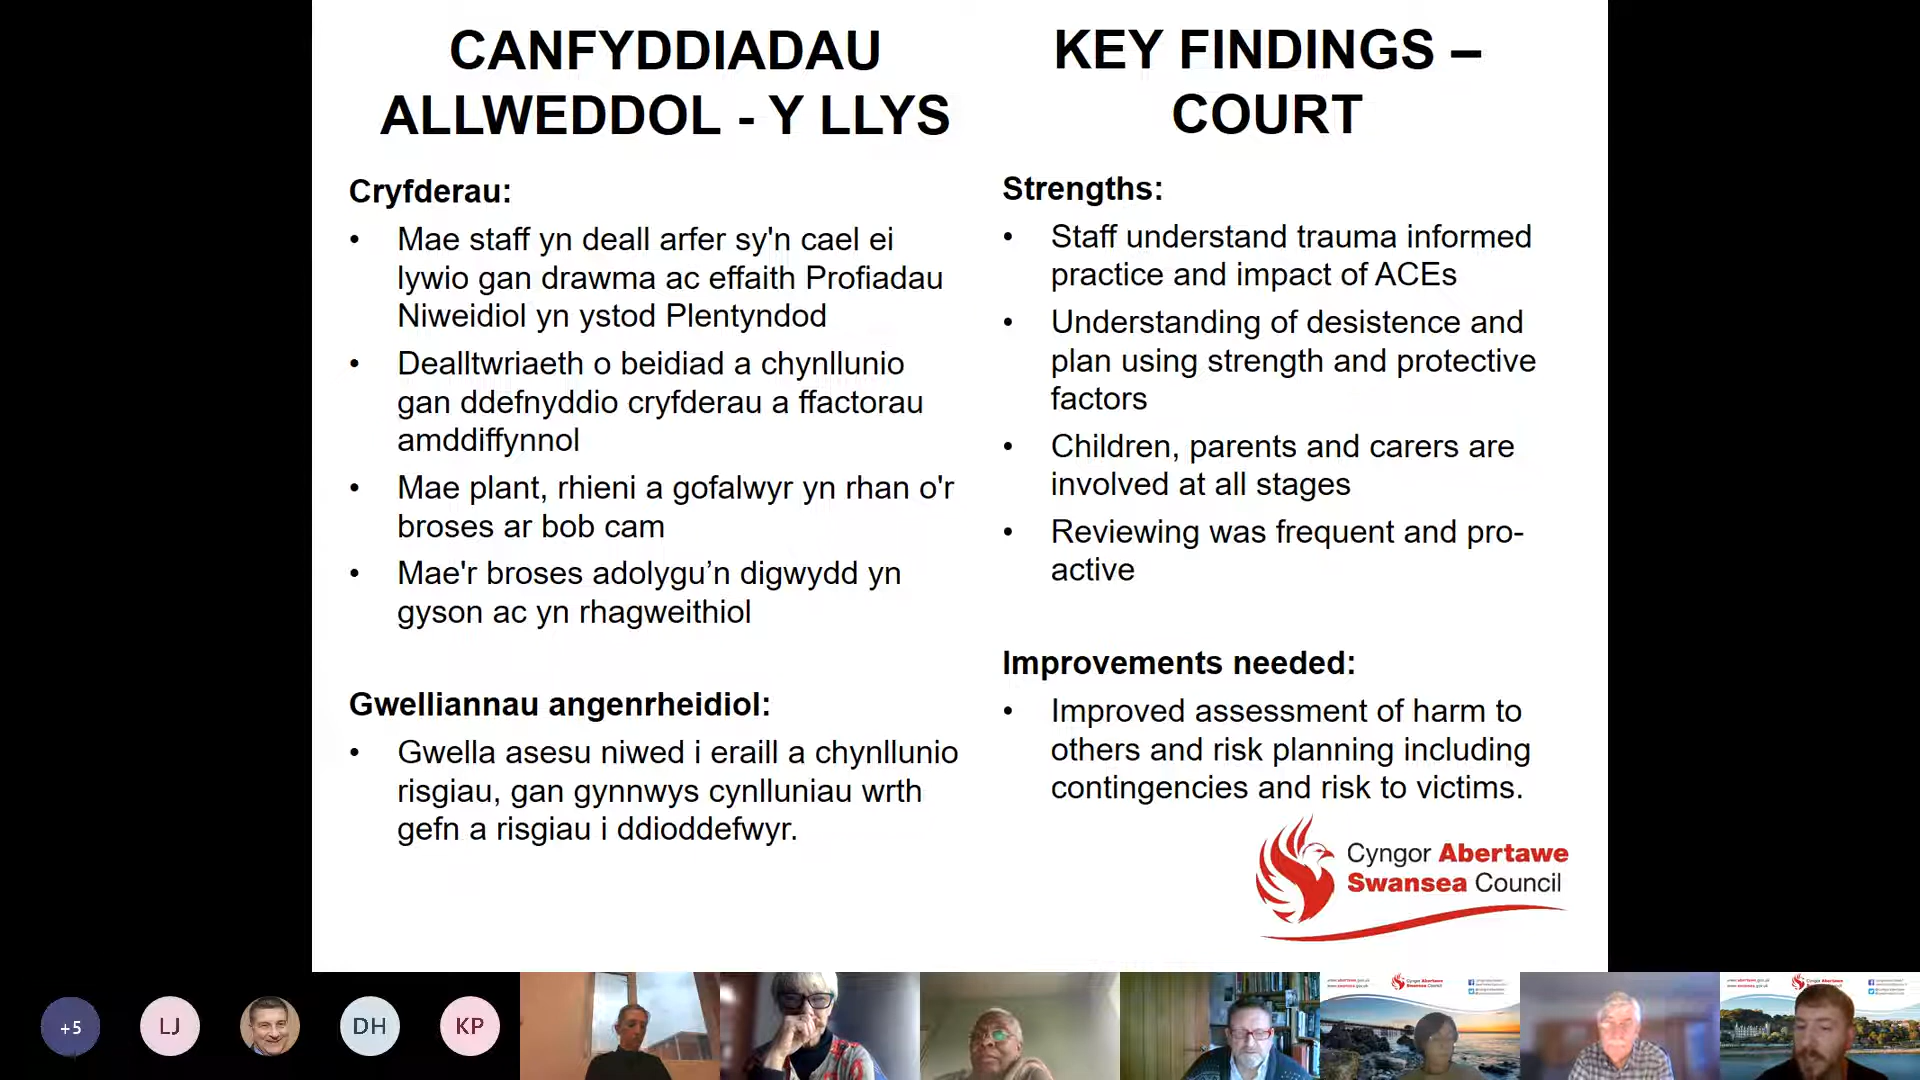 CANFYDDIADAU
ALLWEDDOL - Y LLYS
Cryfderau:
• Mae staff yn deall arfer sy'n cael ei
lywio gan drawma ac effaith Profiadau
Niweidiol yn ystod Plentyndod
• Dealltwriaeth o beidiad a chynllunio
gan ddefnyddio cryfderau a ffactorau
amddiffynnol
• Mae plant, rhieni a gofalwyr yn rhan o'r
broses ar bob cam
• Mae'r broses adolygu’n digwydd yn
gyson ac yn rhagweithiol
Gwelliannau angenrheidiol:
• Gwella asesu niwed i eraill a chynllunio
risgiau, gan gynnwys cynlluniau wrth
gefn a risgiau i ddioddefwyr.
KEY FINDINGS –
COURT
Strengths:
• Staff understand trauma informed
practice and impact of ACEs
• Understanding of desistence and
plan using strength and protective
factors
• Children, parents and carers are
involved at all stages
• Reviewing was frequent and pro-
active
Improvements needed:
• Improved assessment of harm to
others and risk planning including
contingencies and risk to victims.
Cyngor Abertawe
Swansea Council
+5
LJ
DH
KP
Cyngor Abertawe
Swansea Council